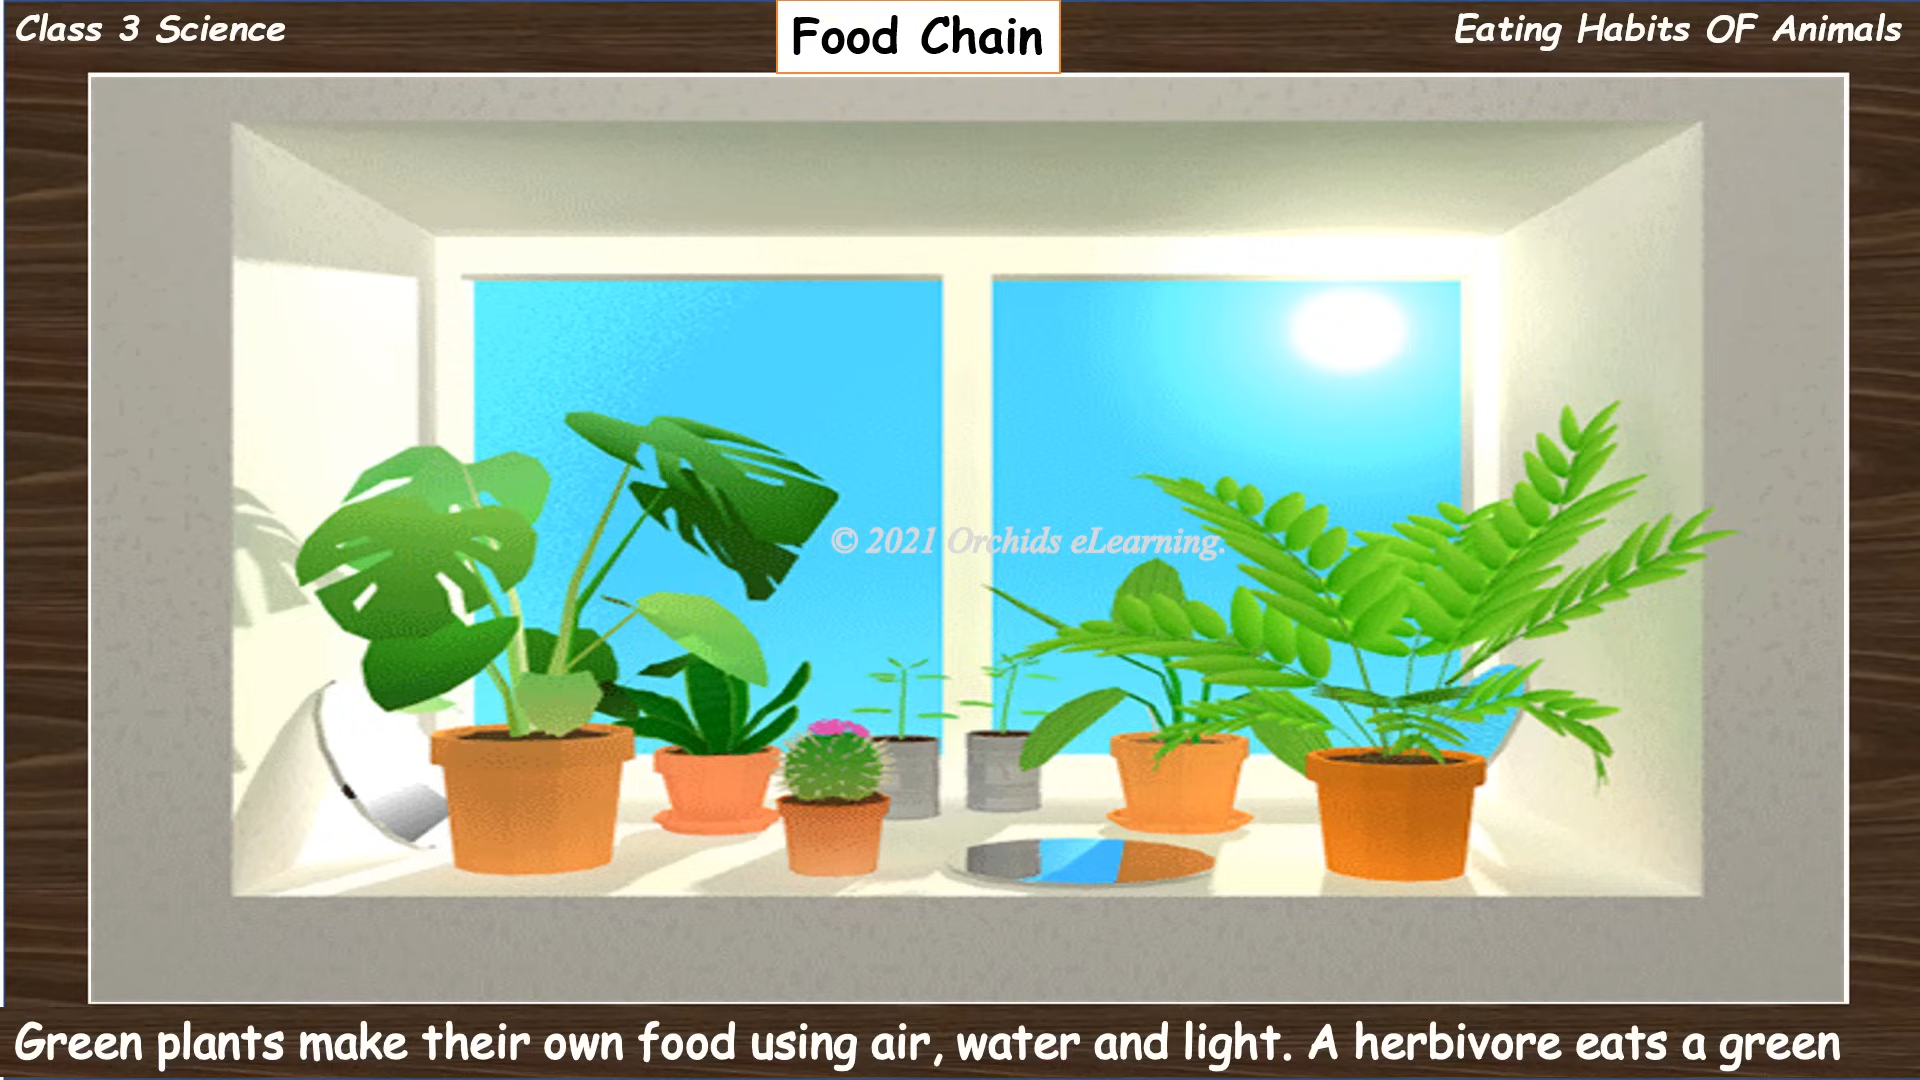 Class 3 Science
Food Chain
Eating Habits OF Animals
© 2021 Orchids eLearning.
Green plants make their own food using air, water and light. A herbivore eats a green